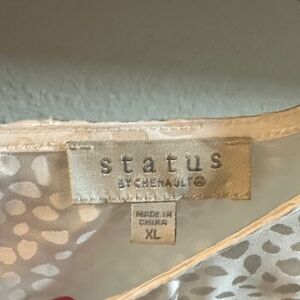 status
BY CHENAULT
MADE IN
CHINA
XL